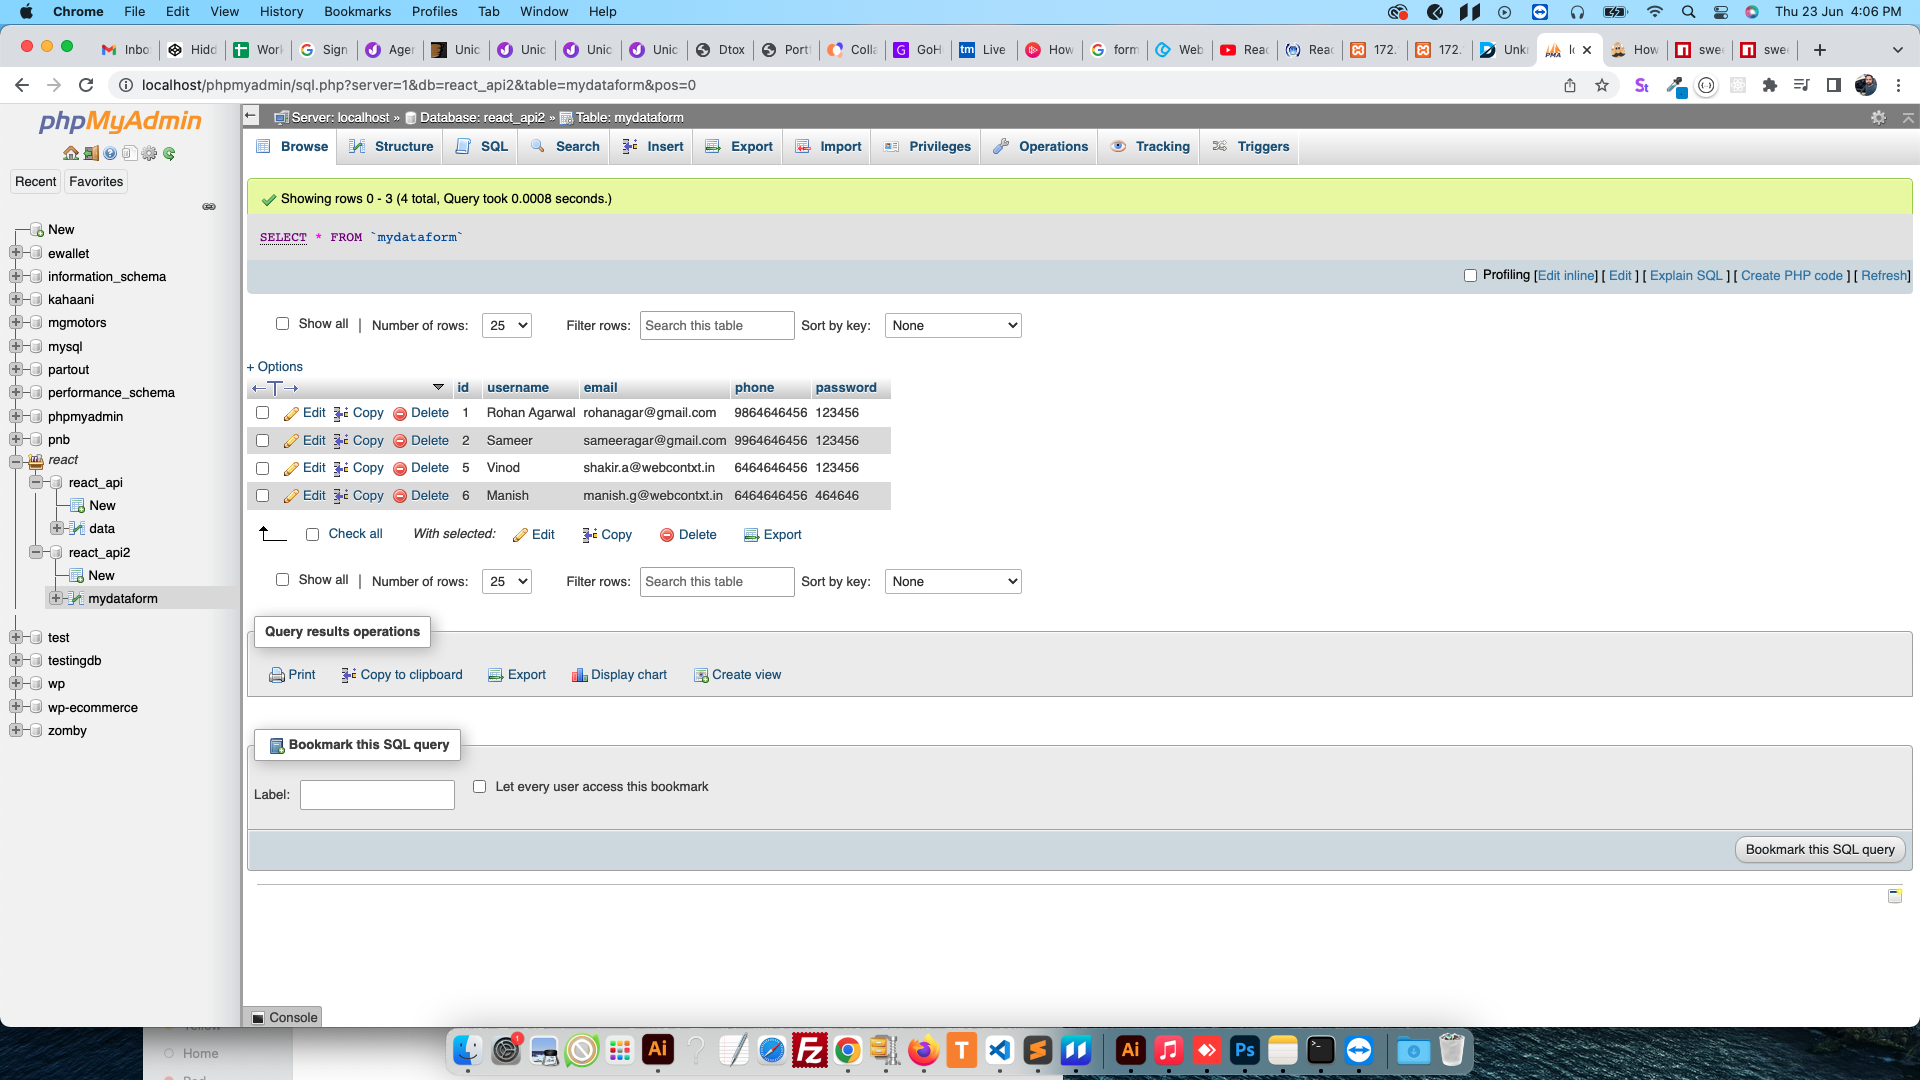 Chrome File Edit View History Bookmarks Profiles Tab Window Help Thu 23 Jun 4:06 PM
Inbo Hidd Work Sign Ager Unic Unic Unic Unic Dtox Portf Colla GoH Live How form Web Reac Reac 172. 172. Unkn lo How swee swee
localhost/phpmyadmin/sql.php?server=1&db=react_api2&table=mydataform&pos=0
phpMyAdmin
Recent Favorites
New
ewallet
information_schema
kahaani
mgmotors
mysql
partout
performance_schema
phpmyadmin
pnb
react
react_api
New
data
react_api2
New
mydataform
test
testingdb
wp
wp-ecommerce
zomby
Server: localhost » Database: react_api2 » Table: mydataform
Browse Structure SQL Search Insert Export Import Privileges Operations Tracking Triggers
Showing rows 0 - 3 (4 total, Query took 0.0008 seconds.)
SELECT * FROM `mydataform`
Profiling [Edit inline] [ Edit ] [ Explain SQL ] [ Create PHP code ] [ Refresh]
Show all | Number of rows: 25 Filter rows: Search this table Sort by key: None
+ Options
←T→ id username email phone password
Edit Copy Delete 1 Rohan Agarwal rohanagar@gmail.com 9864646456 123456
Edit Copy Delete 2 Sameer sameeragar@gmail.com 9964646456 123456
Edit Copy Delete 5 Vinod shakir.a@webcontxt.in 6464646456 123456
Edit Copy Delete 6 Manish manish.g@webcontxt.in 6464646456 464646
Check all With selected: Edit Copy Delete Export
Show all | Number of rows: 25 Filter rows: Search this table Sort by key: None
Query results operations
Print Copy to clipboard Export Display chart Create view
Bookmark this SQL query
Label: Let every user access this bookmark
Bookmark this SQL query
Console
Home